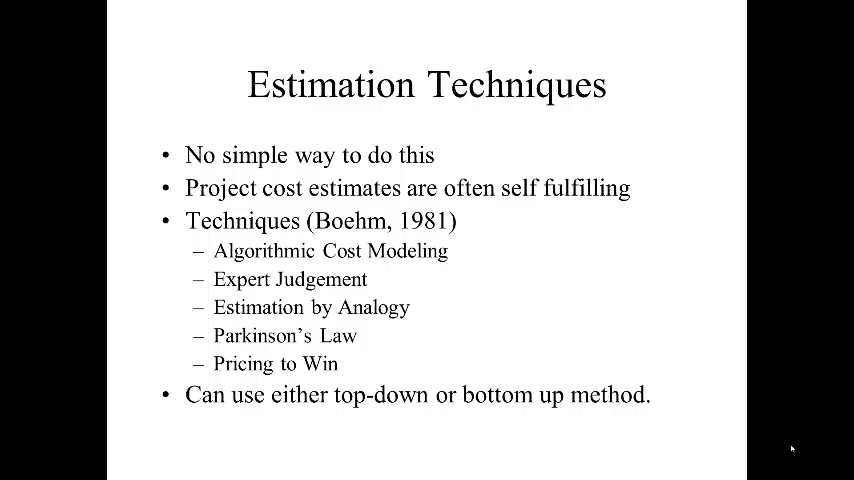 Estimation Techniques
• No simple way to do this
• Project cost estimates are often self fulfilling
• Techniques (Boehm, 1981)
– Algorithmic Cost Modeling
– Expert Judgement
– Estimation by Analogy
– Parkinson’s Law
– Pricing to Win
• Can use either top-down or bottom up method.